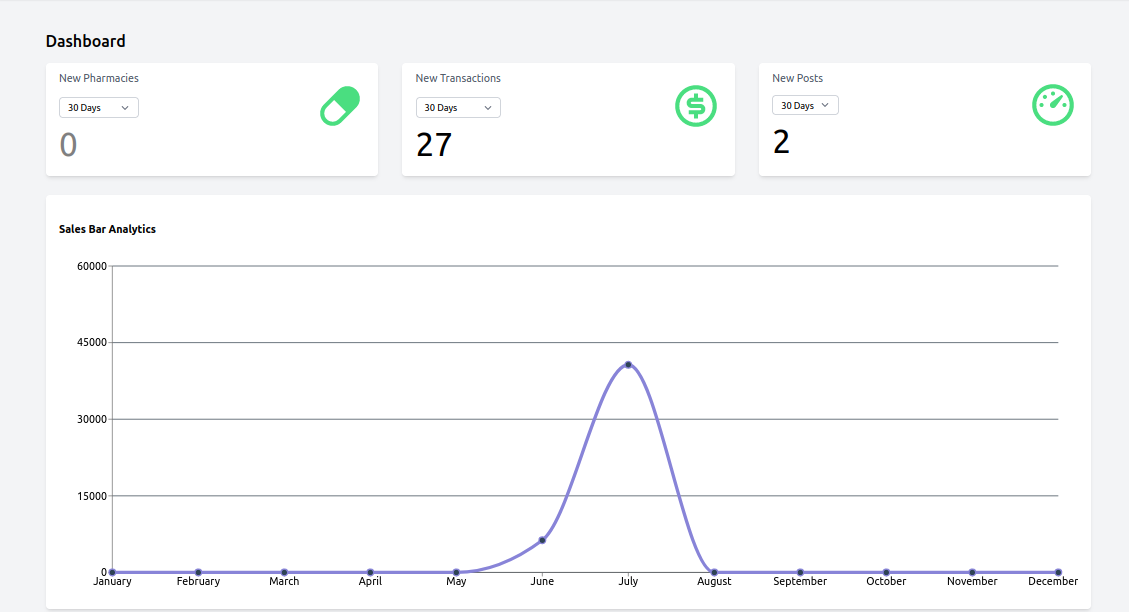 Dashboard
New Pharmacies
30 Days
0
New Transactions
30 Days
27
New Posts
30 Days
2
Sales Bar Analytics
60000
45000
30000
15000
0
January February March April May June July August September October November December